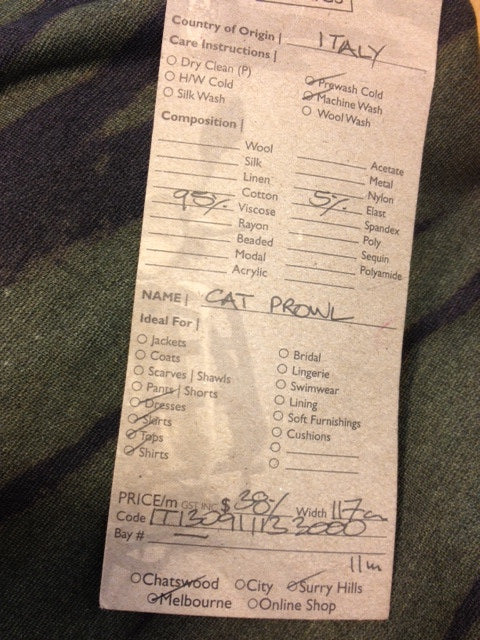 Country of Origin | ITALY
Care Instructions |
Dry Clean (P)
H/W Cold
Silk Wash
Prewash Cold
Machine Wash
Wool Wash
Composition |
Wool
Silk
Linen
95% Cotton
Viscose
Rayon
Beaded
Modal
Acrylic
Acetate
Metal
Nylon
5% Elast
Spandex
Poly
Sequin
Polyamide
NAME | CAT PROWL
Ideal For |
Jackets
Coats
Scarves | Shawls
Pants | Shorts
Dresses
Skirts
Tops
Shirts
Bridal
Lingerie
Swimwear
Lining
Soft Furnishings
Cushions
PRICE/m GST INC $38/ Width 117cm
Code
Bay #
11m
Chatswood City Surry Hills
Melbourne Online Shop